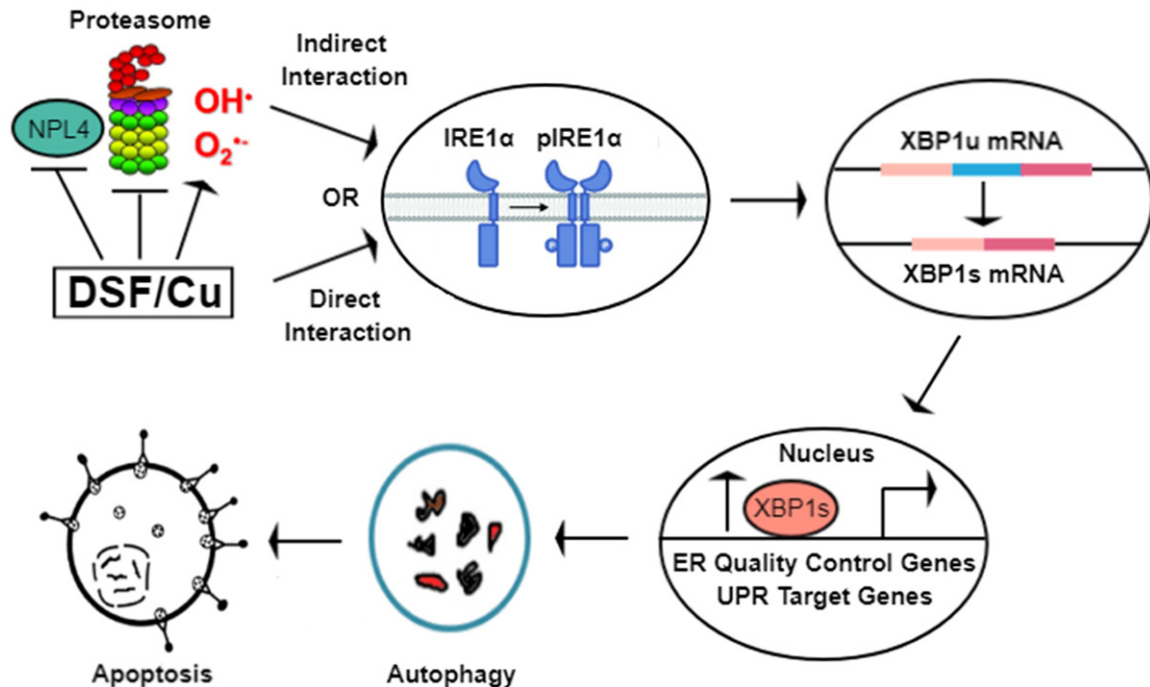 Proteasome
NPL4
OH•
O₂•-
DSF/Cu
Indirect
Interaction
OR
Direct
Interaction
IRE1α pIRE1α
XBP1u mRNA
XBP1s mRNA
Nucleus
XBP1s
ER Quality Control Genes
UPR Target Genes
Autophagy
Apoptosis